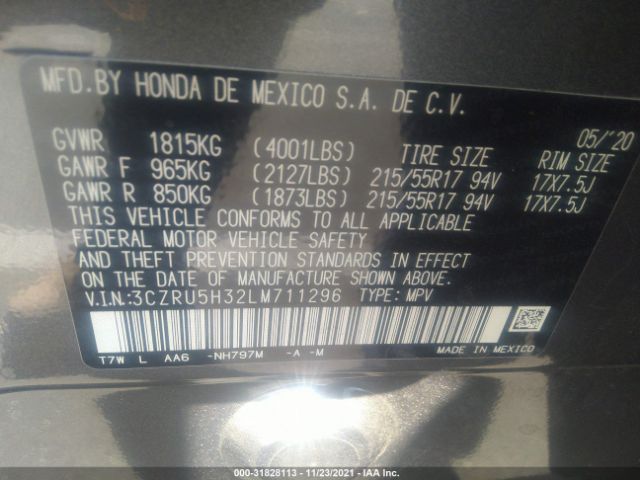 MFD.BY HONDA DE MEXICO S.A. DE C.V.
05/'20
GVWR 1815KG (4001LBS) TIRE SIZE RIM SIZE
GAWR F 965KG (2127LBS) 215/55R17 94V 17X7.5J
GAWR R 850KG (1873LBS) 215/55R17 94V 17X7.5J
THIS VEHICLE CONFORMS TO ALL APPLICABLE
FEDERAL MOTOR VEHICLE SAFETY
AND THEFT PREVENTION STANDARDS IN EFFECT
ON THE DATE OF MANUFACTURE SHOWN ABOVE.
V.I.N.:3CZRU5H32LM711296 TYPE: MPV
T7W L AA6 -NH797M -A -M MADE IN MEXICO
000-31828113 - 11/23/2021 - IAA Inc.